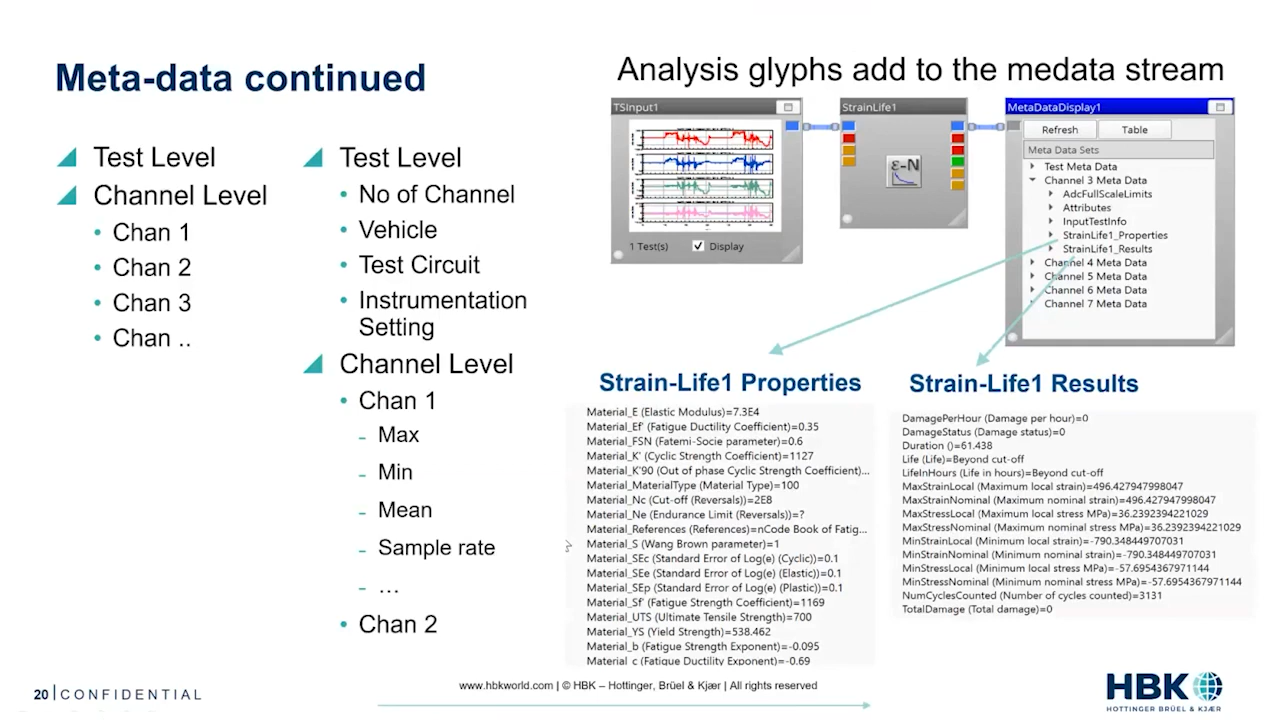 Meta-data continued
Test Level
Channel Level
• Chan 1
• Chan 2
• Chan 3
• Chan ..
Test Level
• No of Channel
• Vehicle
• Test Circuit
• Instrumentation
Setting
Channel Level
• Chan 1
- Max
- Min
- Mean
- Sample rate
- ...
• Chan 2
Analysis glyphs add to the medata stream
TSInput1
1 Test(s)
Display
StrainLife1
ε-N
MetaDataDisplay1
Refresh
Table
Meta Data Sets
Test Meta Data
Channel 3 Meta Data
AdcFullScaleLimits
Attributes
InputTestInfo
StrainLife1_Properties
StrainLife1_Results
Channel 4 Meta Data
Channel 5 Meta Data
Channel 6 Meta Data
Channel 7 Meta Data
Strain-Life1 Properties
Material_E (Elastic Modulus)=7.3E4
Material_Ef' (Fatigue Ductility Coefficient)=0.35
Material_FSN (Fatemi-Socie parameter)=0.6
Material_K' (Cyclic Strength Coefficient)=1127
Material_K'90 (Out of phase Cyclic Strength Coefficient)...
Material_MaterialType (Material Type)=100
Material_Nc (Cut-off (Reversals))=2E8
Material_Ne (Endurance Limit (Reversals))=?
Material_References (References)=nCode Book of Fatig...
Material_S (Wang Brown parameter)=1
Material_SEc (Standard Error of Log(e) (Cyclic))=0.1
Material_SEe (Standard Error of Log(e) (Elastic))=0.1
Material_SEp (Standard Error of Log(e) (Plastic))=0.1
Material_Sf' (Fatigue Strength Coefficient)=1169
Material_UTS (Ultimate Tensile Strength)=700
Material_YS (Yield Strength)=538.462
Material_b (Fatigue Strength Exponent)=-0.095
Material_c (Fatigue Ductility Exponent)=-0.69
Strain-Life1 Results
DamagePerHour (Damage per hour)=0
DamageStatus (Damage status)=0
Duration ()=61.438
Life (Life)=Beyond cut-off
LifeInHours (Life in hours)=Beyond cut-off
MaxStrainLocal (Maximum local strain)=496.427947998047
MaxStrainNominal (Maximum nominal strain)=496.427947998047
MaxStressLocal (Maximum local stress MPa)=36.2392394221029
MaxStressNominal (Maximum nominal stress MPa)=36.2392394221029
MinStrainLocal (Minimum local strain)=-790.348449707031
MinStrainNominal (Minimum nominal strain)=-790.348449707031
MinStressLocal (Minimum local stress MPa)=-57.6954367971144
MinStressNominal (Minimum nominal stress MPa)=-57.6954367971144
NumCyclesCounted (Number of cycles counted)=3131
TotalDamage (Total damage)=0
20 | CONFIDENTIAL
www.hbkworld.com | © HBK – Hottinger, Brüel & Kjær | All rights reserved
HBK
HOTTINGER BRÜEL & KJÆR